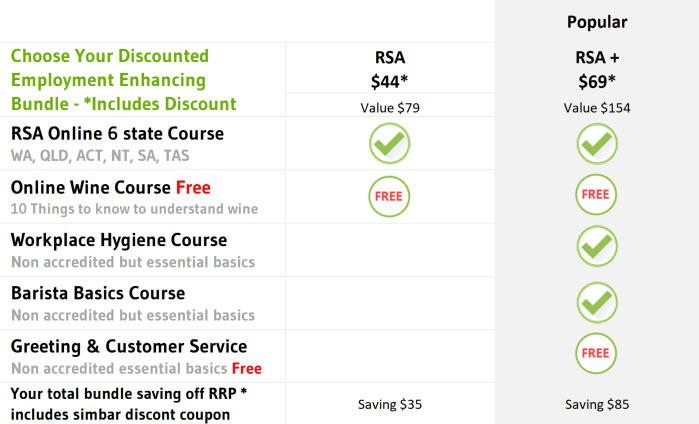 Popular
Choose Your Discounted
Employment Enhancing
Bundle - *Includes Discount
RSA
$44*
Value $79
RSA +
$69*
Value $154
RSA Online 6 state Course
WA, QLD, ACT, NT, SA, TAS
Online Wine Course Free
10 Things to know to understand wine
FREE
FREE
Workplace Hygiene Course
Non accredited but essential basics
Barista Basics Course
Non accredited but essential basics
Greeting & Customer Service
Non accredited essential basics Free
FREE
Your total bundle saving off RRP *
includes simbar discont coupon
Saving $35
Saving $85